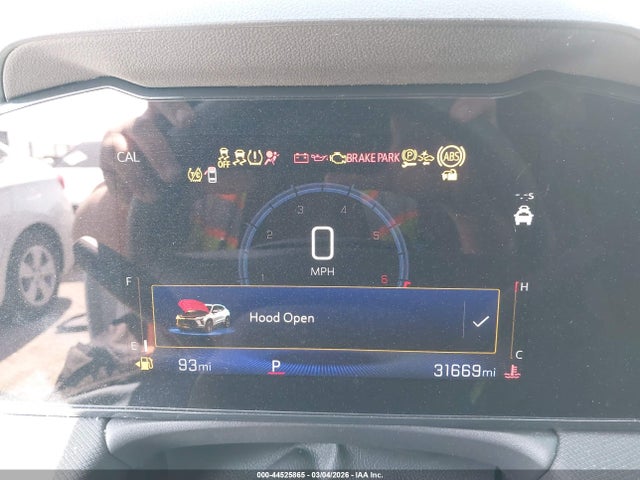 CAL
OFF
BRAKE PARK
P
ABS
3 4
2 5
1 6
0
MPH
F
H
Hood Open
E
C
93mi
P
31669mi
000-44525865 - 03/04/2026 - IAA Inc.